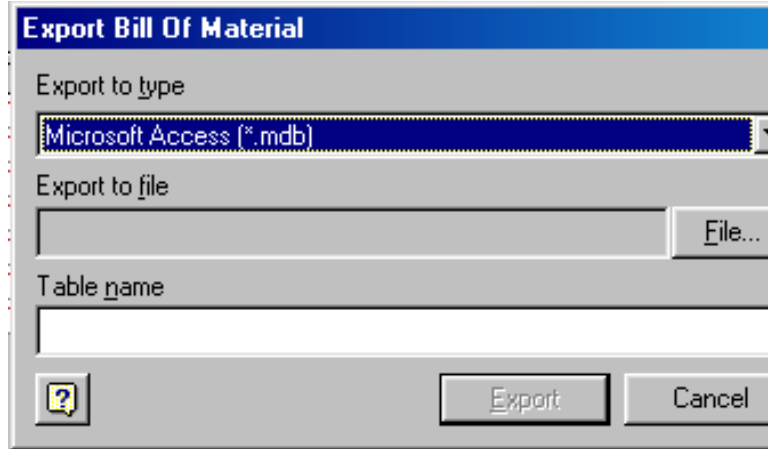 Export Bill Of Material
Export to type
Microsoft Access (*.mdb)
Export to file
File...
Table name
?
Export
Cancel